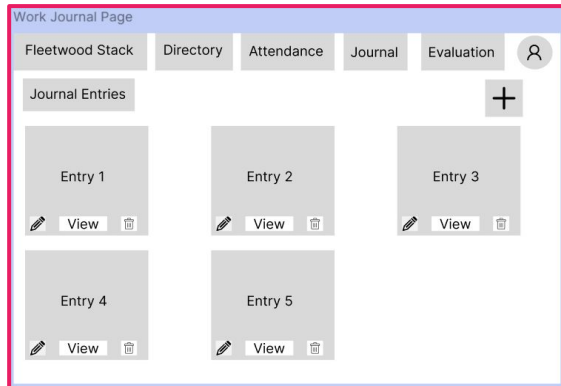 Work Journal Page
Fleetwood Stack Directory Attendance Journal Evaluation
Journal Entries
Entry 1 Entry 2 Entry 3
View View View
Entry 4 Entry 5
View View